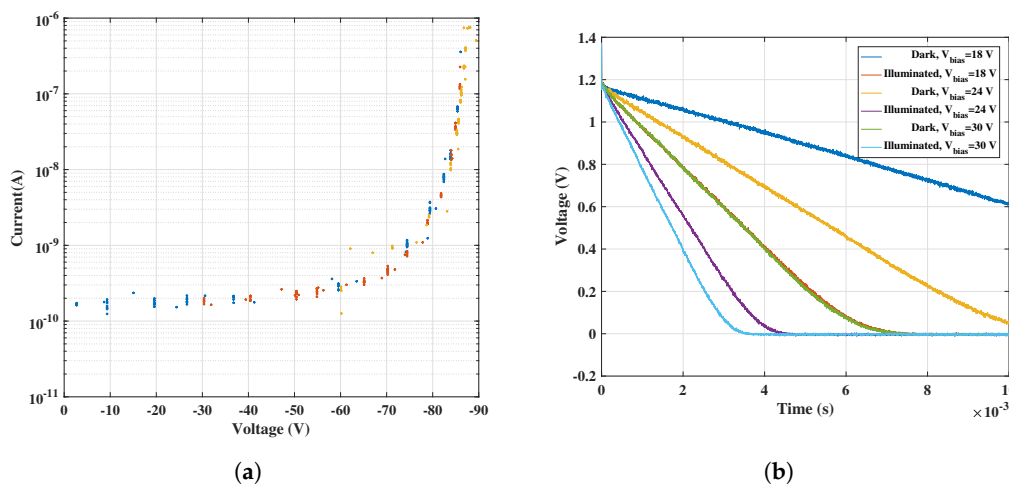 10^-6
10^-7
10^-8
10^-9
10^-10
10^-11
Current(A)
0 -10 -20 -30 -40 -50 -60 -70 -80 -90
Voltage (V)
(a)
1.4
1.2
1
0.8
0.6
0.4
0.2
0
-0.2
Voltage (V)
Dark, V_bias=18 V
Illuminated, V_bias=18 V
Dark, V_bias=24 V
Illuminated, V_bias=24 V
Dark, V_bias=30 V
Illuminated, V_bias=30 V
0 2 4 6 8 10
Time (s)
×10^-3
(b)